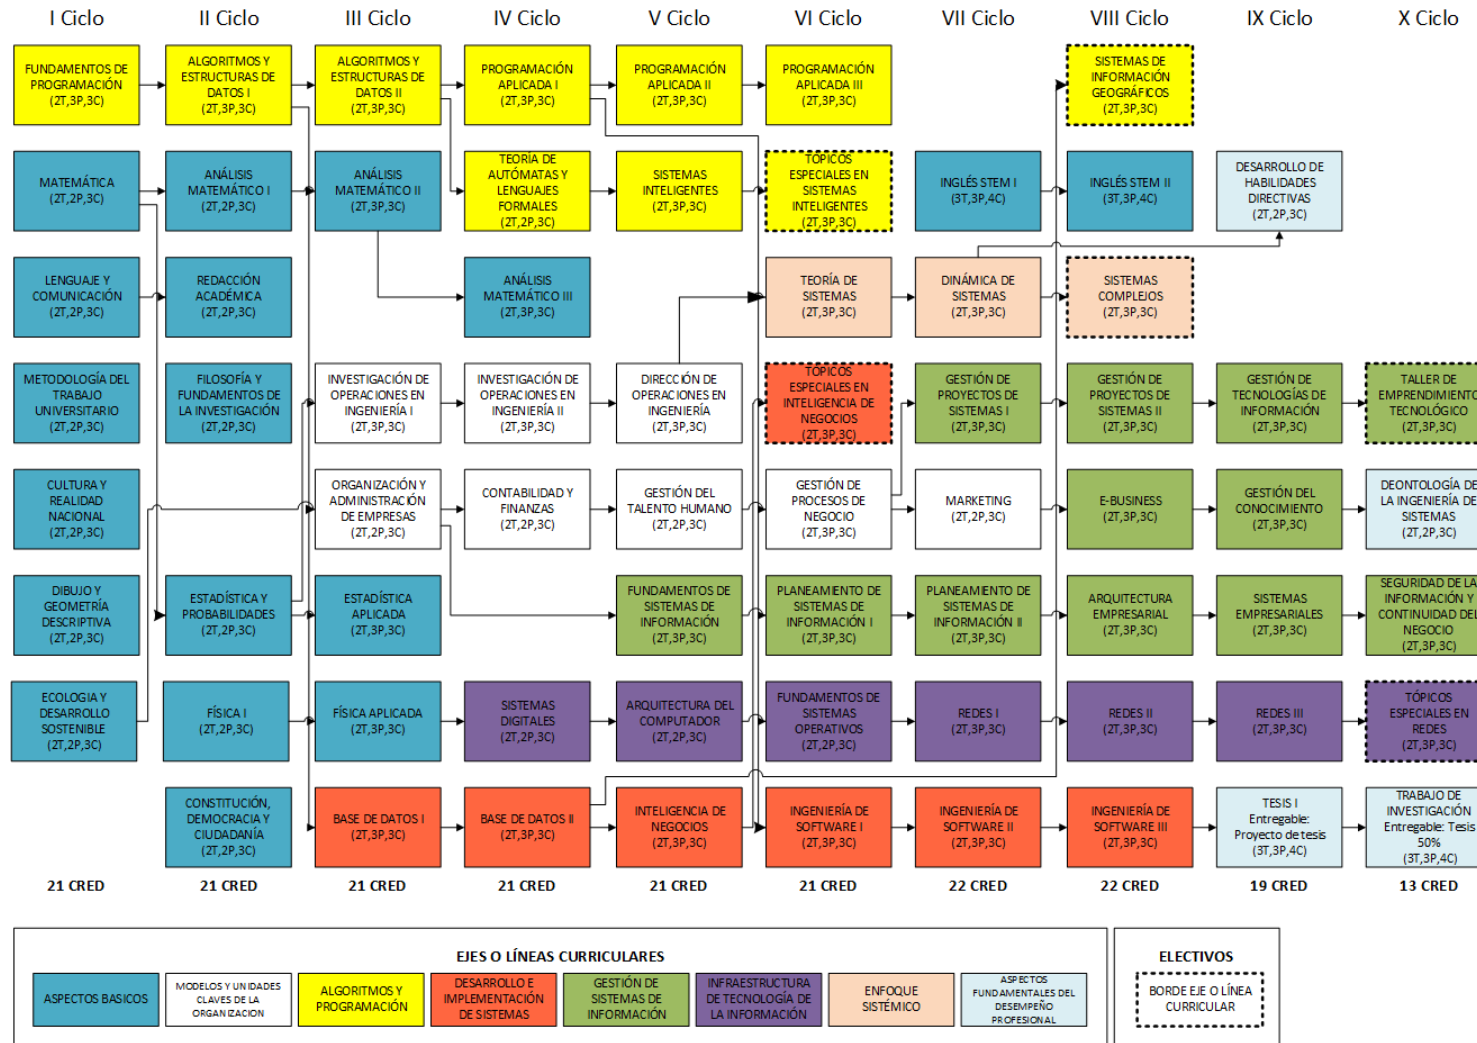 I Ciclo
II Ciclo
III Ciclo
IV Ciclo
V Ciclo
VI Ciclo
VII Ciclo
VIII Ciclo
IX Ciclo
X Ciclo
FUNDAMENTOS DE
PROGRAMACIÓN
(2T,3P,3C)
ALGORITMOS Y
ESTRUCTURAS DE
DATOS I
(2T,3P,3C)
ALGORITMOS Y
ESTRUCTURAS DE
DATOS II
(2T,3P,3C)
PROGRAMACIÓN
APLICADA I
(2T,3P,3C)
PROGRAMACIÓN
APLICADA II
(2T,3P,3C)
PROGRAMACIÓN
APLICADA III
(2T,3P,3C)
SISTEMAS DE
INFORMACIÓN
GEOGRÁFICOS
(2T,3P,3C)
MATEMÁTICA
(2T,2P,3C)
ANÁLISIS
MATEMÁTICO I
(2T,2P,3C)
ANÁLISIS
MATEMÁTICO II
(2T,3P,3C)
TEORÍA DE
AUTÓMATAS Y
LENGUAJES
FORMALES
(2T,2P,3C)
SISTEMAS
INTELIGENTES
(2T,3P,3C)
TÓPICOS
ESPECIALES EN
SISTEMAS
INTELIGENTES
(2T,3P,3C)
INGLÉS STEM I
(3T,3P,4C)
INGLÉS STEM II
(3T,3P,4C)
DESARROLLO DE
HABILIDADES
DIRECTIVAS
(2T,2P,3C)
LENGUAJE Y
COMUNICACIÓN
(2T,2P,3C)
REDACCIÓN
ACADÉMICA
(2T,2P,3C)
ANÁLISIS
MATEMÁTICO III
(2T,3P,3C)
TEORÍA DE
SISTEMAS
(2T,3P,3C)
DINÁMICA DE
SISTEMAS
(2T,3P,3C)
SISTEMAS
COMPLEJOS
(2T,3P,3C)
METODOLOGÍA DEL
TRABAJO
UNIVERSITARIO
(2T,2P,3C)
FILOSOFÍA Y
FUNDAMENTOS DE
LA INVESTIGACIÓN
(2T,2P,3C)
INVESTIGACIÓN DE
OPERACIONES EN
INGENIERÍA I
(2T,3P,3C)
INVESTIGACIÓN DE
OPERACIONES EN
INGENIERÍA II
(2T,3P,3C)
DIRECCIÓN DE
OPERACIONES EN
INGENIERÍA
(2T,3P,3C)
TÓPICOS
ESPECIALES EN
INTELIGENCIA DE
NEGOCIOS
(2T,3P,3C)
GESTIÓN DE
PROYECTOS DE
SISTEMAS I
(2T,3P,3C)
GESTIÓN DE
PROYECTOS DE
SISTEMAS II
(2T,3P,3C)
GESTIÓN DE
TECNOLOGÍAS DE
INFORMACIÓN
(2T,3P,3C)
TALLER DE
EMPRENDIMIENTO
TECNOLÓGICO
(2T,3P,3C)
CULTURA Y
REALIDAD
NACIONAL
(2T,2P,3C)
ORGANIZACIÓN Y
ADMINISTRACIÓN
DE EMPRESAS
(2T,2P,3C)
CONTABILIDAD Y
FINANZAS
(2T,2P,3C)
GESTIÓN DEL
TALENTO HUMANO
(2T,2P,3C)
GESTIÓN DE
PROCESOS DE
NEGOCIO
(2T,3P,3C)
MARKETING
(2T,2P,3C)
E-BUSINESS
(2T,3P,3C)
GESTIÓN DEL
CONOCIMIENTO
(2T,3P,3C)
DEONTOLOGÍA DE
LA INGENIERÍA DE
SISTEMAS
(2T,2P,3C)
DIBUJO Y
GEOMETRÍA
DESCRIPTIVA
(2T,2P,3C)
ESTADÍSTICA Y
PROBABILIDADES
(2T,2P,3C)
ESTADÍSTICA
APLICADA
(2T,3P,3C)
FUNDAMENTOS DE
SISTEMAS DE
INFORMACIÓN
(2T,3P,3C)
PLANEAMIENTO DE
SISTEMAS DE
INFORMACIÓN I
(2T,3P,3C)
PLANEAMIENTO DE
SISTEMAS DE
INFORMACIÓN II
(2T,3P,3C)
ARQUITECTURA
EMPRESARIAL
(2T,3P,3C)
SISTEMAS
EMPRESARIALES
(2T,3P,3C)
SEGURIDAD DE LA
INFORMACIÓN Y
CONTINUIDAD DEL
NEGOCIO
(2T,3P,3C)
ECOLOGIA Y
DESARROLLO
SOSTENIBLE
(2T,2P,3C)
FÍSICA I
(2T,2P,3C)
FÍSICA APLICADA
(2T,3P,3C)
SISTEMAS
DIGITALES
(2T,2P,3C)
ARQUITECTURA DEL
COMPUTADOR
(2T,2P,3C)
FUNDAMENTOS DE
SISTEMAS
OPERATIVOS
(2T,2P,3C)
REDES I
(2T,3P,3C)
REDES II
(2T,3P,3C)
REDES III
(2T,3P,3C)
TÓPICOS
ESPECIALES EN
REDES
(2T,3P,3C)
CONSTITUCIÓN,
DEMOCRACIA Y
CIUDADANÍA
(2T,2P,3C)
BASE DE DATOS I
(2T,3P,3C)
BASE DE DATOS II
(2T,3P,3C)
INTELIGENCIA DE
NEGOCIOS
(2T,3P,3C)
INGENIERÍA DE
SOFTWARE I
(2T,3P,3C)
INGENIERÍA DE
SOFTWARE II
(2T,3P,3C)
INGENIERÍA DE
SOFTWARE III
(2T,3P,3C)
TESIS I
Entregable:
Proyecto de tesis
(3T,3P,4C)
TRABAJO DE
INVESTIGACIÓN
Entregable: Tesis
50%
(3T,3P,4C)
21 CRED
21 CRED
21 CRED
21 CRED
21 CRED
21 CRED
22 CRED
22 CRED
19 CRED
13 CRED
EJES O LÍNEAS CURRICULARES
ASPECTOS BASICOS
MODELOS Y UNIDADES
CLAVES DE LA
ORGANIZACION
ALGORITMOS Y
PROGRAMACIÓN
DESARROLLO E
IMPLEMENTACIÓN
DE SISTEMAS
GESTIÓN DE
SISTEMAS DE
INFORMACIÓN
INFRAESTRUCTURA
DE TECNOLOGÍA DE
LA INFORMACIÓN
ENFOQUE
SISTÉMICO
ASPECTOS
FUNDAMENTALES DEL
DESEMPEÑO
PROFESIONAL
ELECTIVOS
BORDE EJE O LÍNEA
CURRICULAR